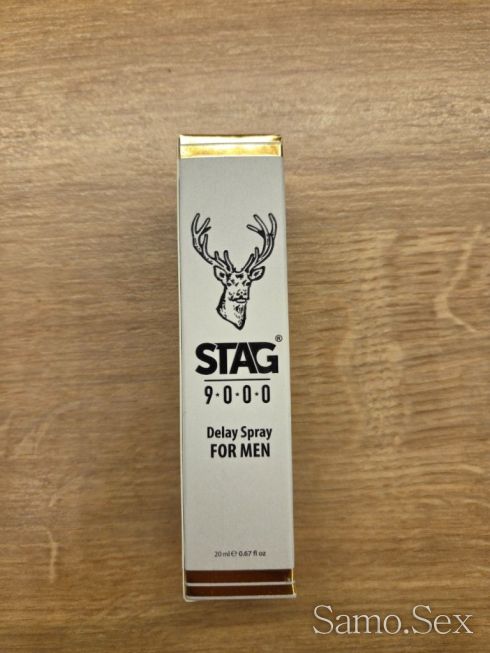 STAG®
9•0•0•0
Delay Spray
FOR MEN
20 ml ℮ 0.67 fl oz
Samo.Sex